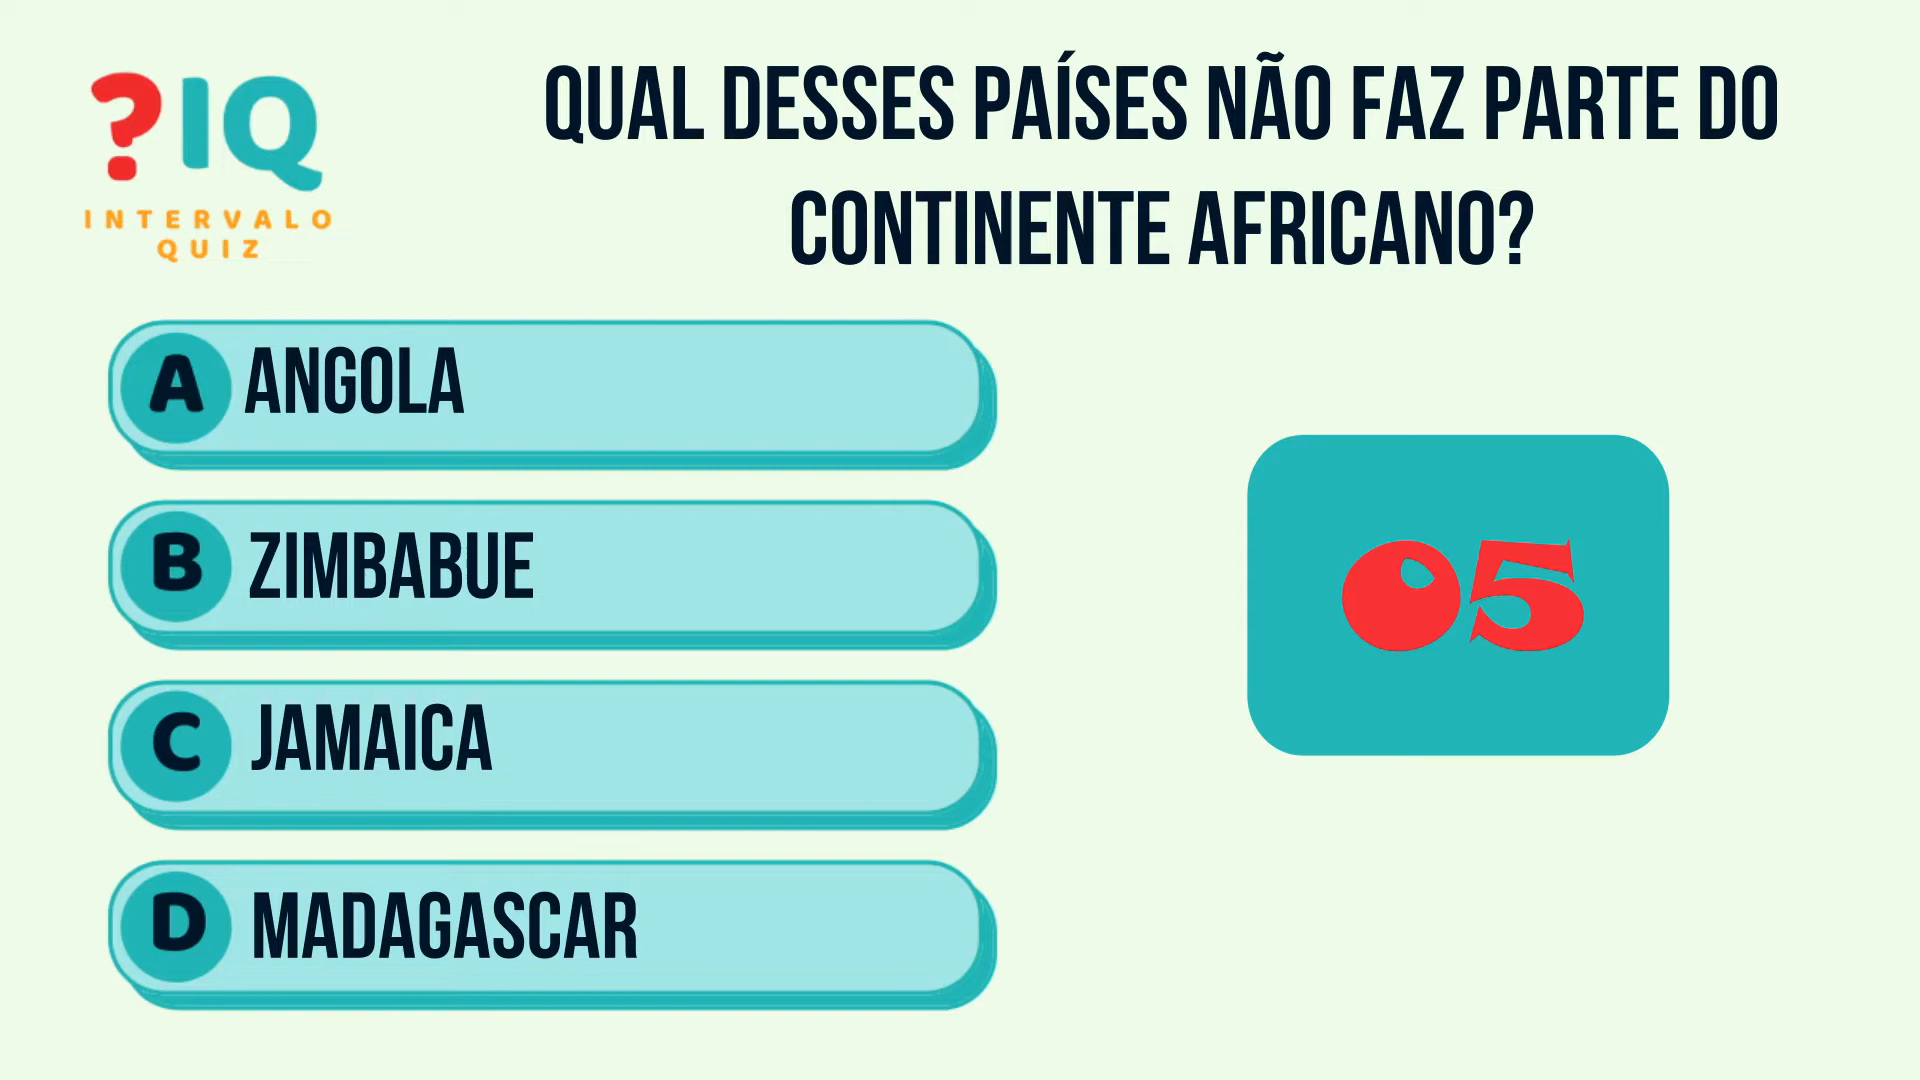 ?IQ
INTERVALO
QUIZ
QUAL DESSES PAÍSES NÃO FAZ PARTE DO
CONTINENTE AFRICANO?
A ANGOLA
B ZIMBABUE
C JAMAICA
D MADAGASCAR
05